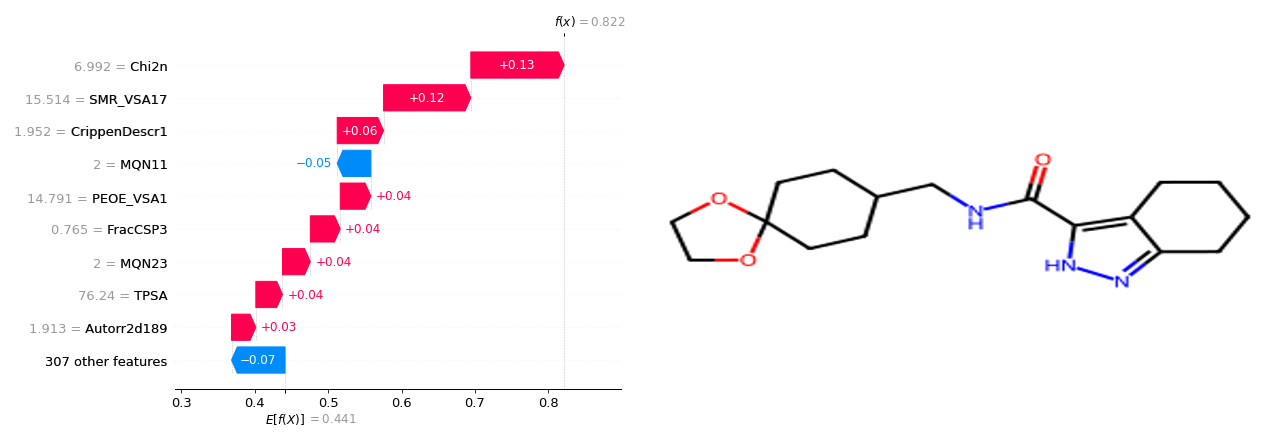 f(x) = 0.822
6.992 = Chi2n
+0.13
15.514 = SMR_VSA17
+0.12
1.952 = CrippenDescr1
+0.06
2 = MQN11
−0.05
14.791 = PEOE_VSA1
+0.04
0.765 = FracCSP3
+0.04
2 = MQN23
+0.04
76.24 = TPSA
+0.04
1.913 = Autorr2d189
+0.03
307 other features
−0.07
0.3 0.4 0.5 0.6 0.7 0.8
E[f(X)] = 0.441
O
O
O
N
H
HN
N